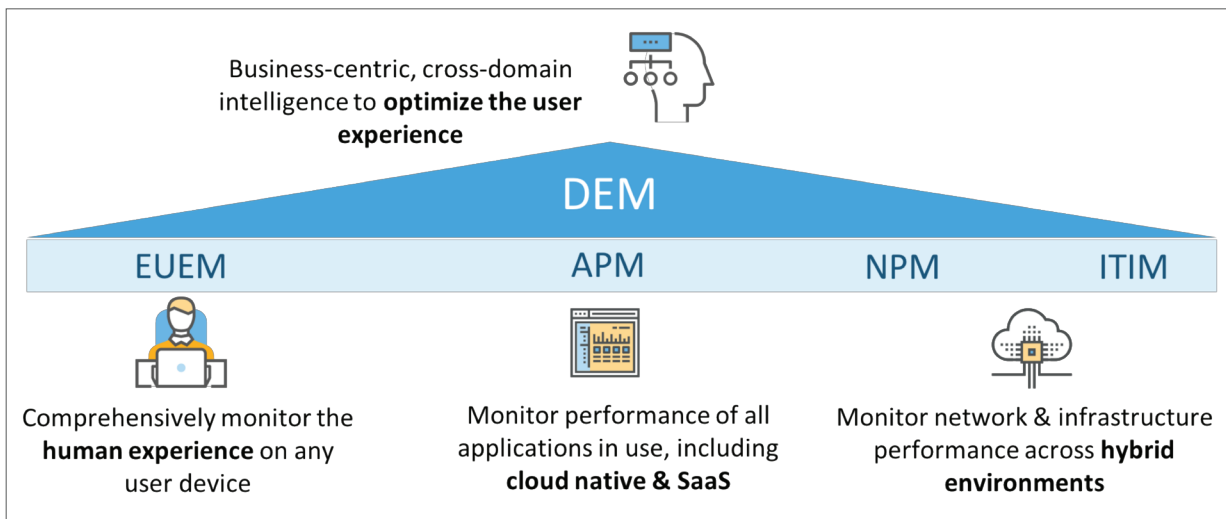 Business-centric, cross-domain
intelligence to optimize the user
experience
DEM
EUEM
APM
NPM
ITIM
Comprehensively monitor the
human experience on any
user device
Monitor performance of all
applications in use, including
cloud native & SaaS
Monitor network & infrastructure
performance across hybrid
environments